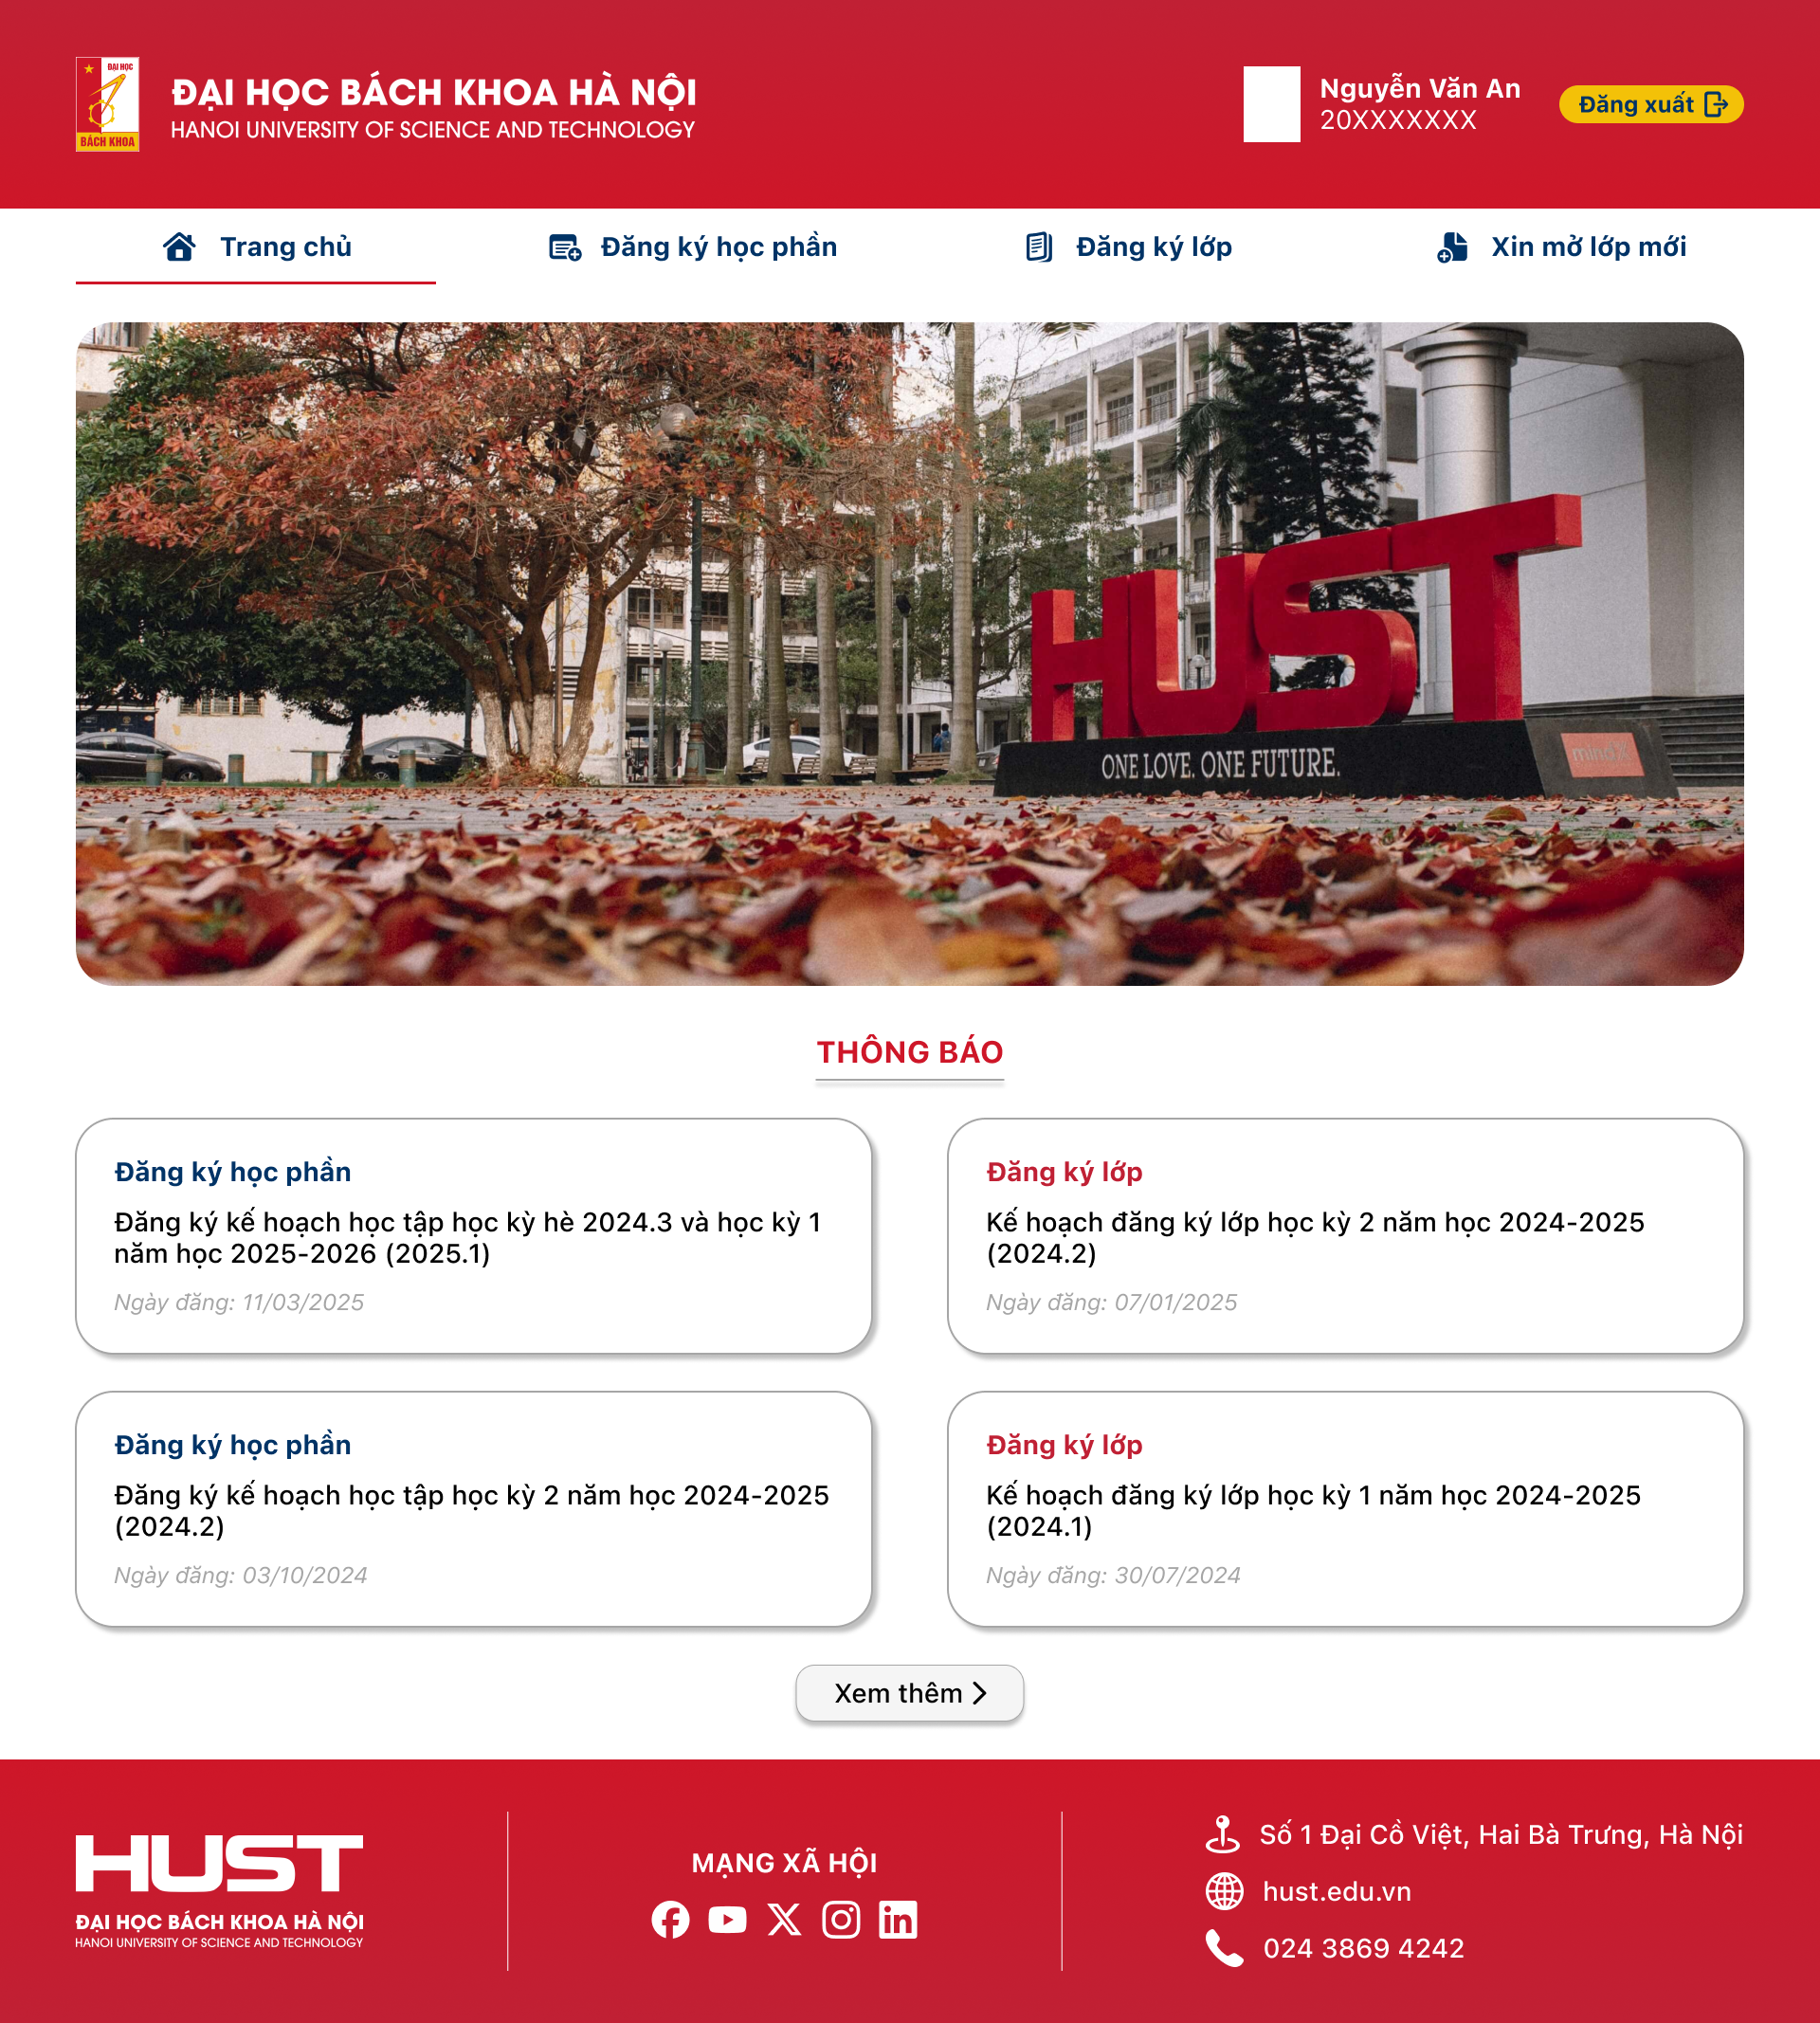 ĐẠI HỌC
BÁCH KHOA
ĐẠI HỌC BÁCH KHOA HÀ NỘI
HANOI UNIVERSITY OF SCIENCE AND TECHNOLOGY
Nguyễn Văn An
20XXXXXXX
Đăng xuất
Trang chủ
Đăng ký học phần
Đăng ký lớp
Xin mở lớp mới
HUST
ONE LOVE. ONE FUTURE.
mindX
THÔNG BÁO
Đăng ký học phần
Đăng ký kế hoạch học tập học kỳ hè 2024.3 và học kỳ 1
năm học 2025-2026 (2025.1)
Ngày đăng: 11/03/2025
Đăng ký lớp
Kế hoạch đăng ký lớp học kỳ 2 năm học 2024-2025
(2024.2)
Ngày đăng: 07/01/2025
Đăng ký học phần
Đăng ký kế hoạch học tập học kỳ 2 năm học 2024-2025
(2024.2)
Ngày đăng: 03/10/2024
Đăng ký lớp
Kế hoạch đăng ký lớp học kỳ 1 năm học 2024-2025
(2024.1)
Ngày đăng: 30/07/2024
Xem thêm
HUST
ĐẠI HỌC BÁCH KHOA HÀ NỘI
HANOI UNIVERSITY OF SCIENCE AND TECHNOLOGY
MẠNG XÃ HỘI
Số 1 Đại Cồ Việt, Hai Bà Trưng, Hà Nội
hust.edu.vn
024 3869 4242